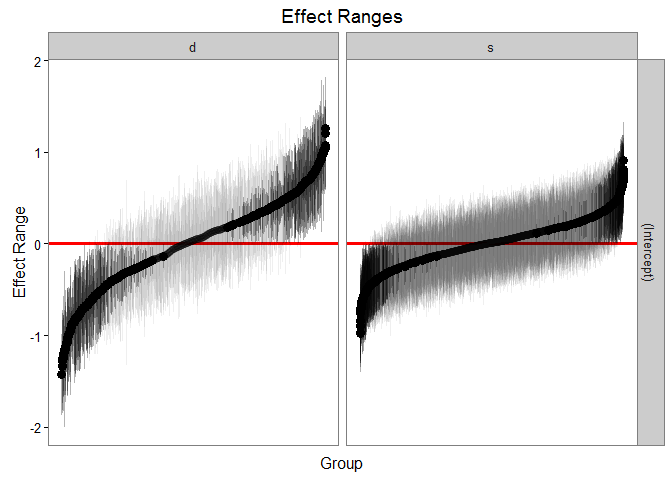 Effect Ranges
d
s
2
1
0
-1
-2
Effect Range
(Intercept)
Group